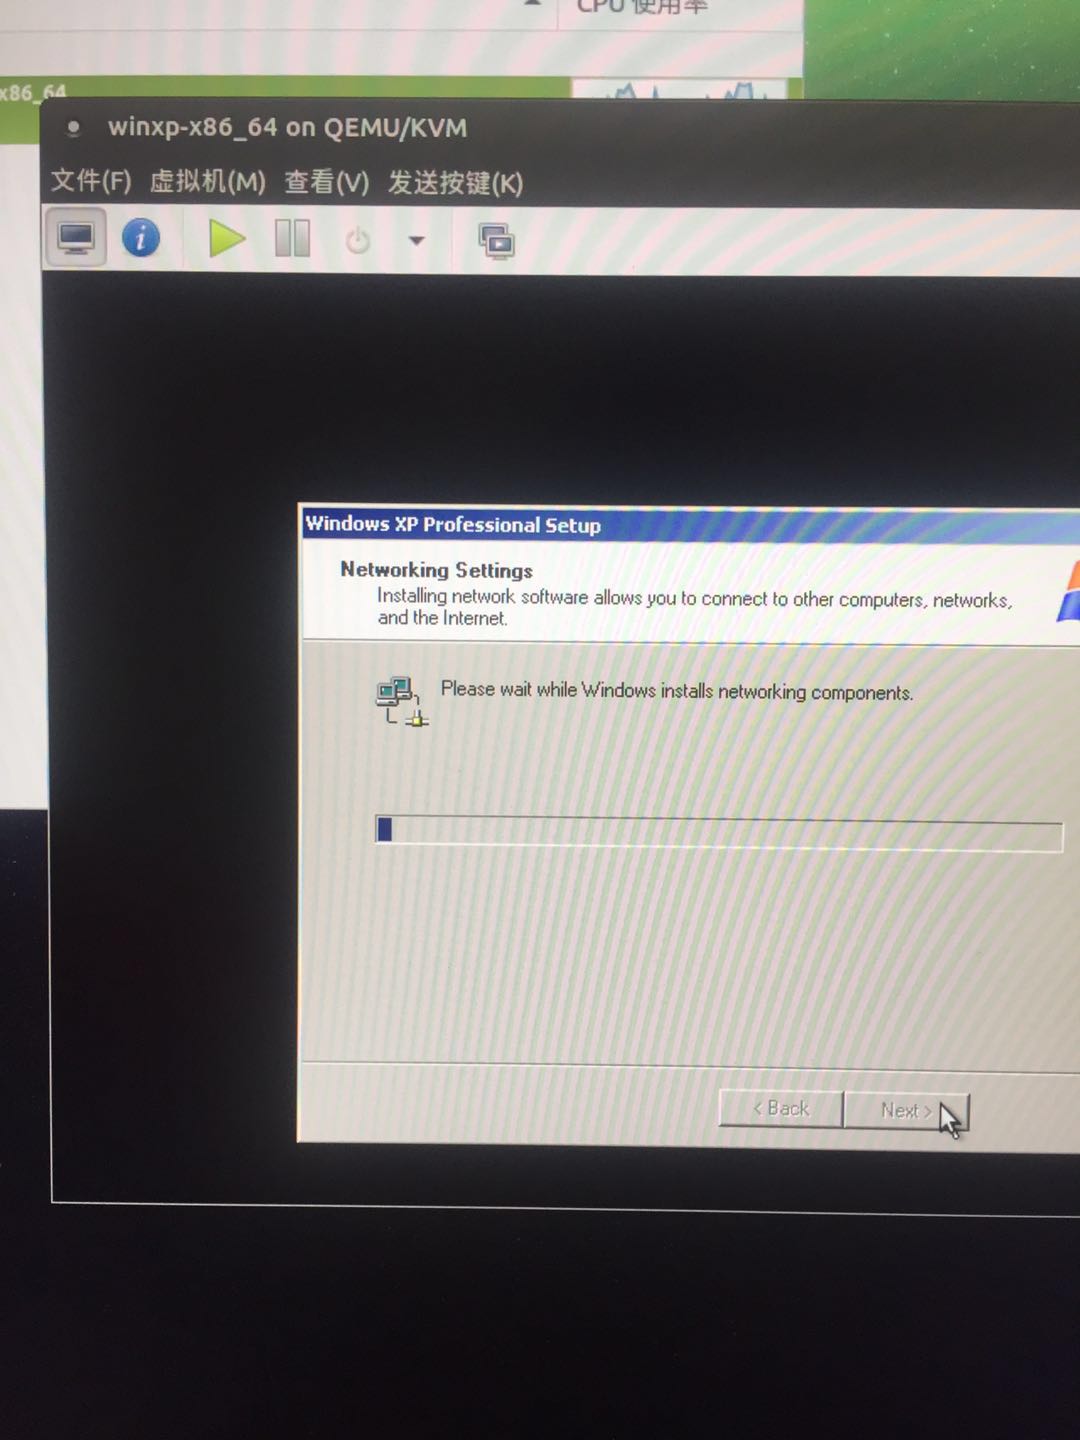 CPU 使用率
x86_64
winxp-x86_64 on QEMU/KVM
文件(F) 虚拟机(M) 查看(V) 发送按键(K)
Windows XP Professional Setup
Networking Settings
Installing network software allows you to connect to other computers, networks,
and the Internet.
Please wait while Windows installs networking components.
< Back
Next >